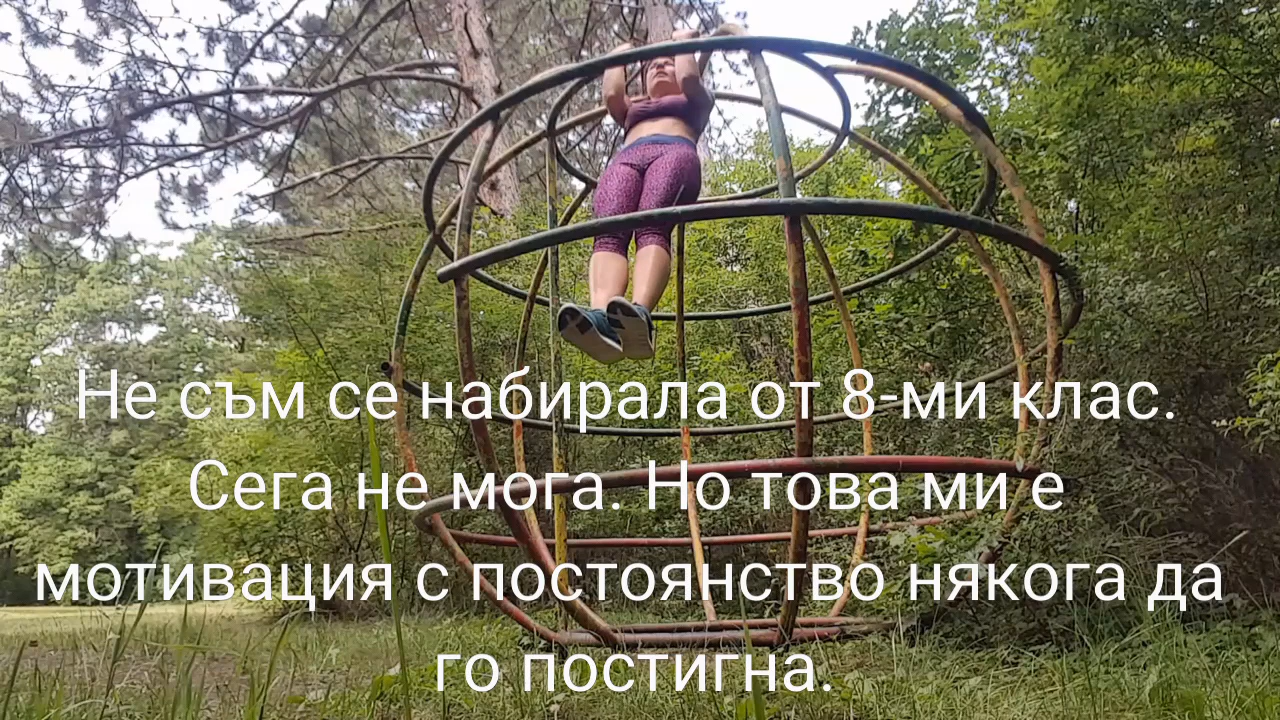 Не съм се набирала от 8-ми клас.
Сега не мога. Но това ми е
мотивация с постоянство някога да
го постигна.